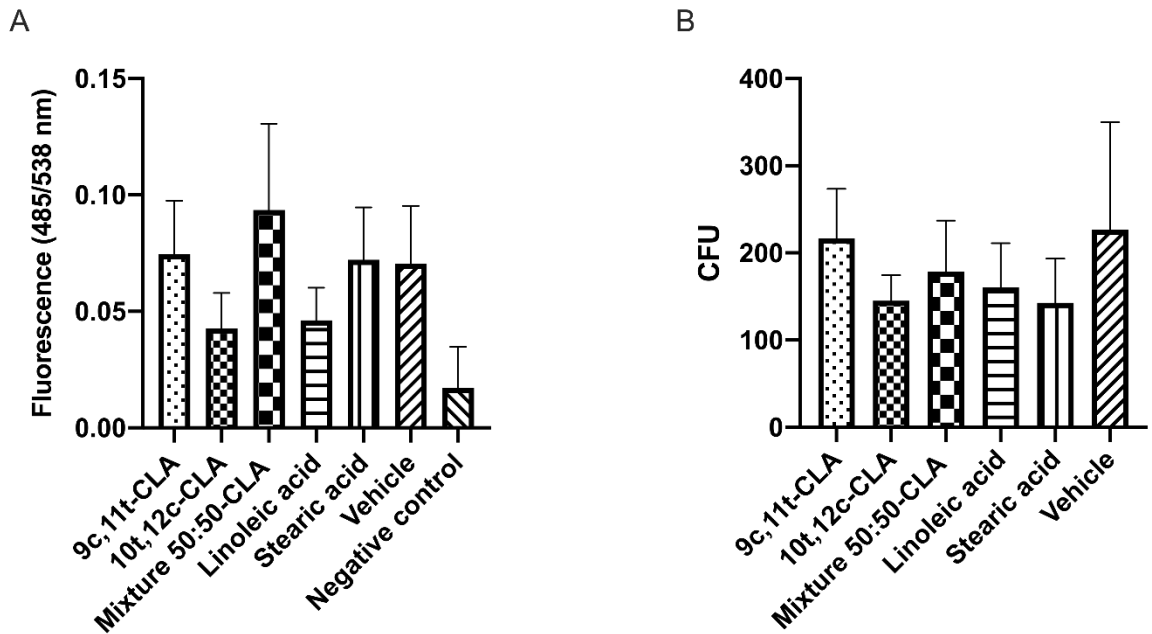 A
Fluorescence (485/538 nm)
0.15
0.10
0.05
0.00
9c,11t-CLA
10t,12c-CLA
Mixture 50:50-CLA
Linoleic acid
Stearic acid
Vehicle
Negative control
B
CFU
400
300
200
100
0
9c,11t-CLA
10t,12c-CLA
Mixture 50:50-CLA
Linoleic acid
Stearic acid
Vehicle